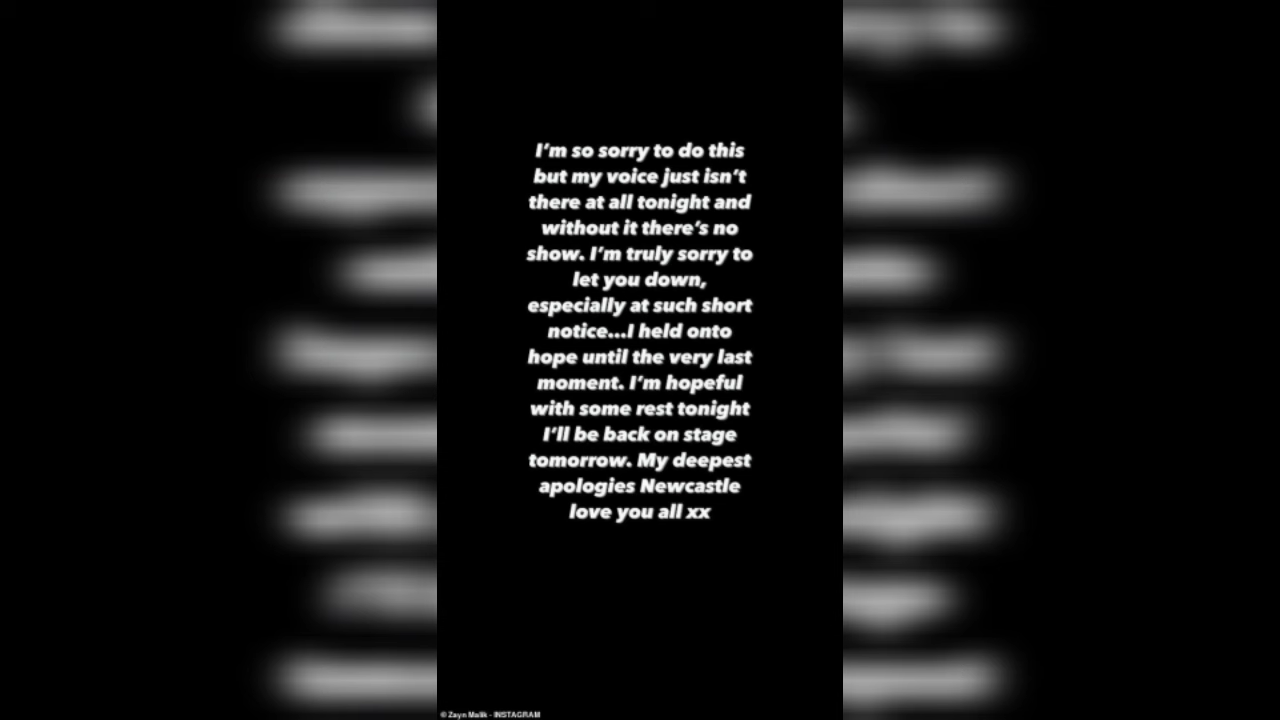 I'm so sorry to do this
but my voice just isn't
there at all tonight and
without it there's no
show. I'm truly sorry to
let you down,
especially at such short
notice...I held onto
hope until the very last
moment. I'm hopeful
with some rest tonight
I'll be back on stage
tomorrow. My deepest
apologies Newcastle
love you all xx
© Zayn Malik - INSTAGRAM